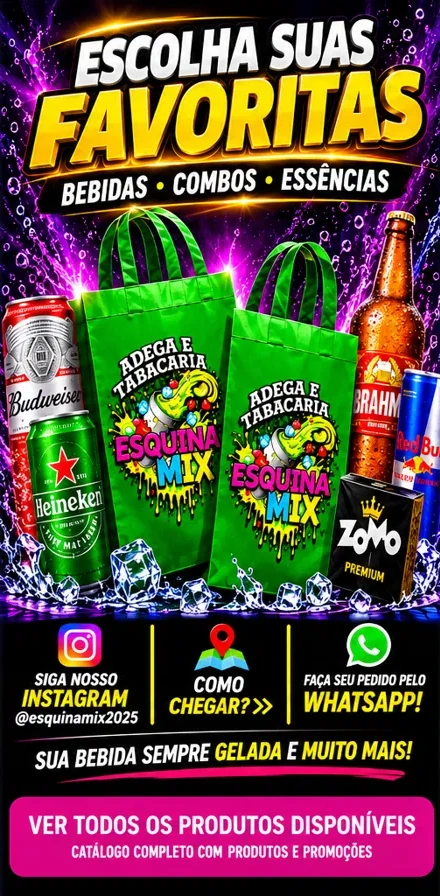 ESCOLHA SUAS
FAVORITAS
BEBIDAS • COMBOS • ESSÊNCIAS
ADEGA E
TABACARIA
ESQUINA
MIX
ADEGA E
TABACARIA
ESQUINA
MIX
Budweiser
Heineken
BRAHM
Red Bu
ZOMO
PREMIUM
SIGA NOSSO
INSTAGRAM
@esquinamix2025
COMO
CHEGAR? >>
FAÇA SEU PEDIDO PELO
WHATSAPP!
SUA BEBIDA SEMPRE GELADA E MUITO MAIS!
VER TODOS OS PRODUTOS DISPONÍVEIS
CATÁLOGO COMPLETO COM PRODUTOS E PROMOÇÕES